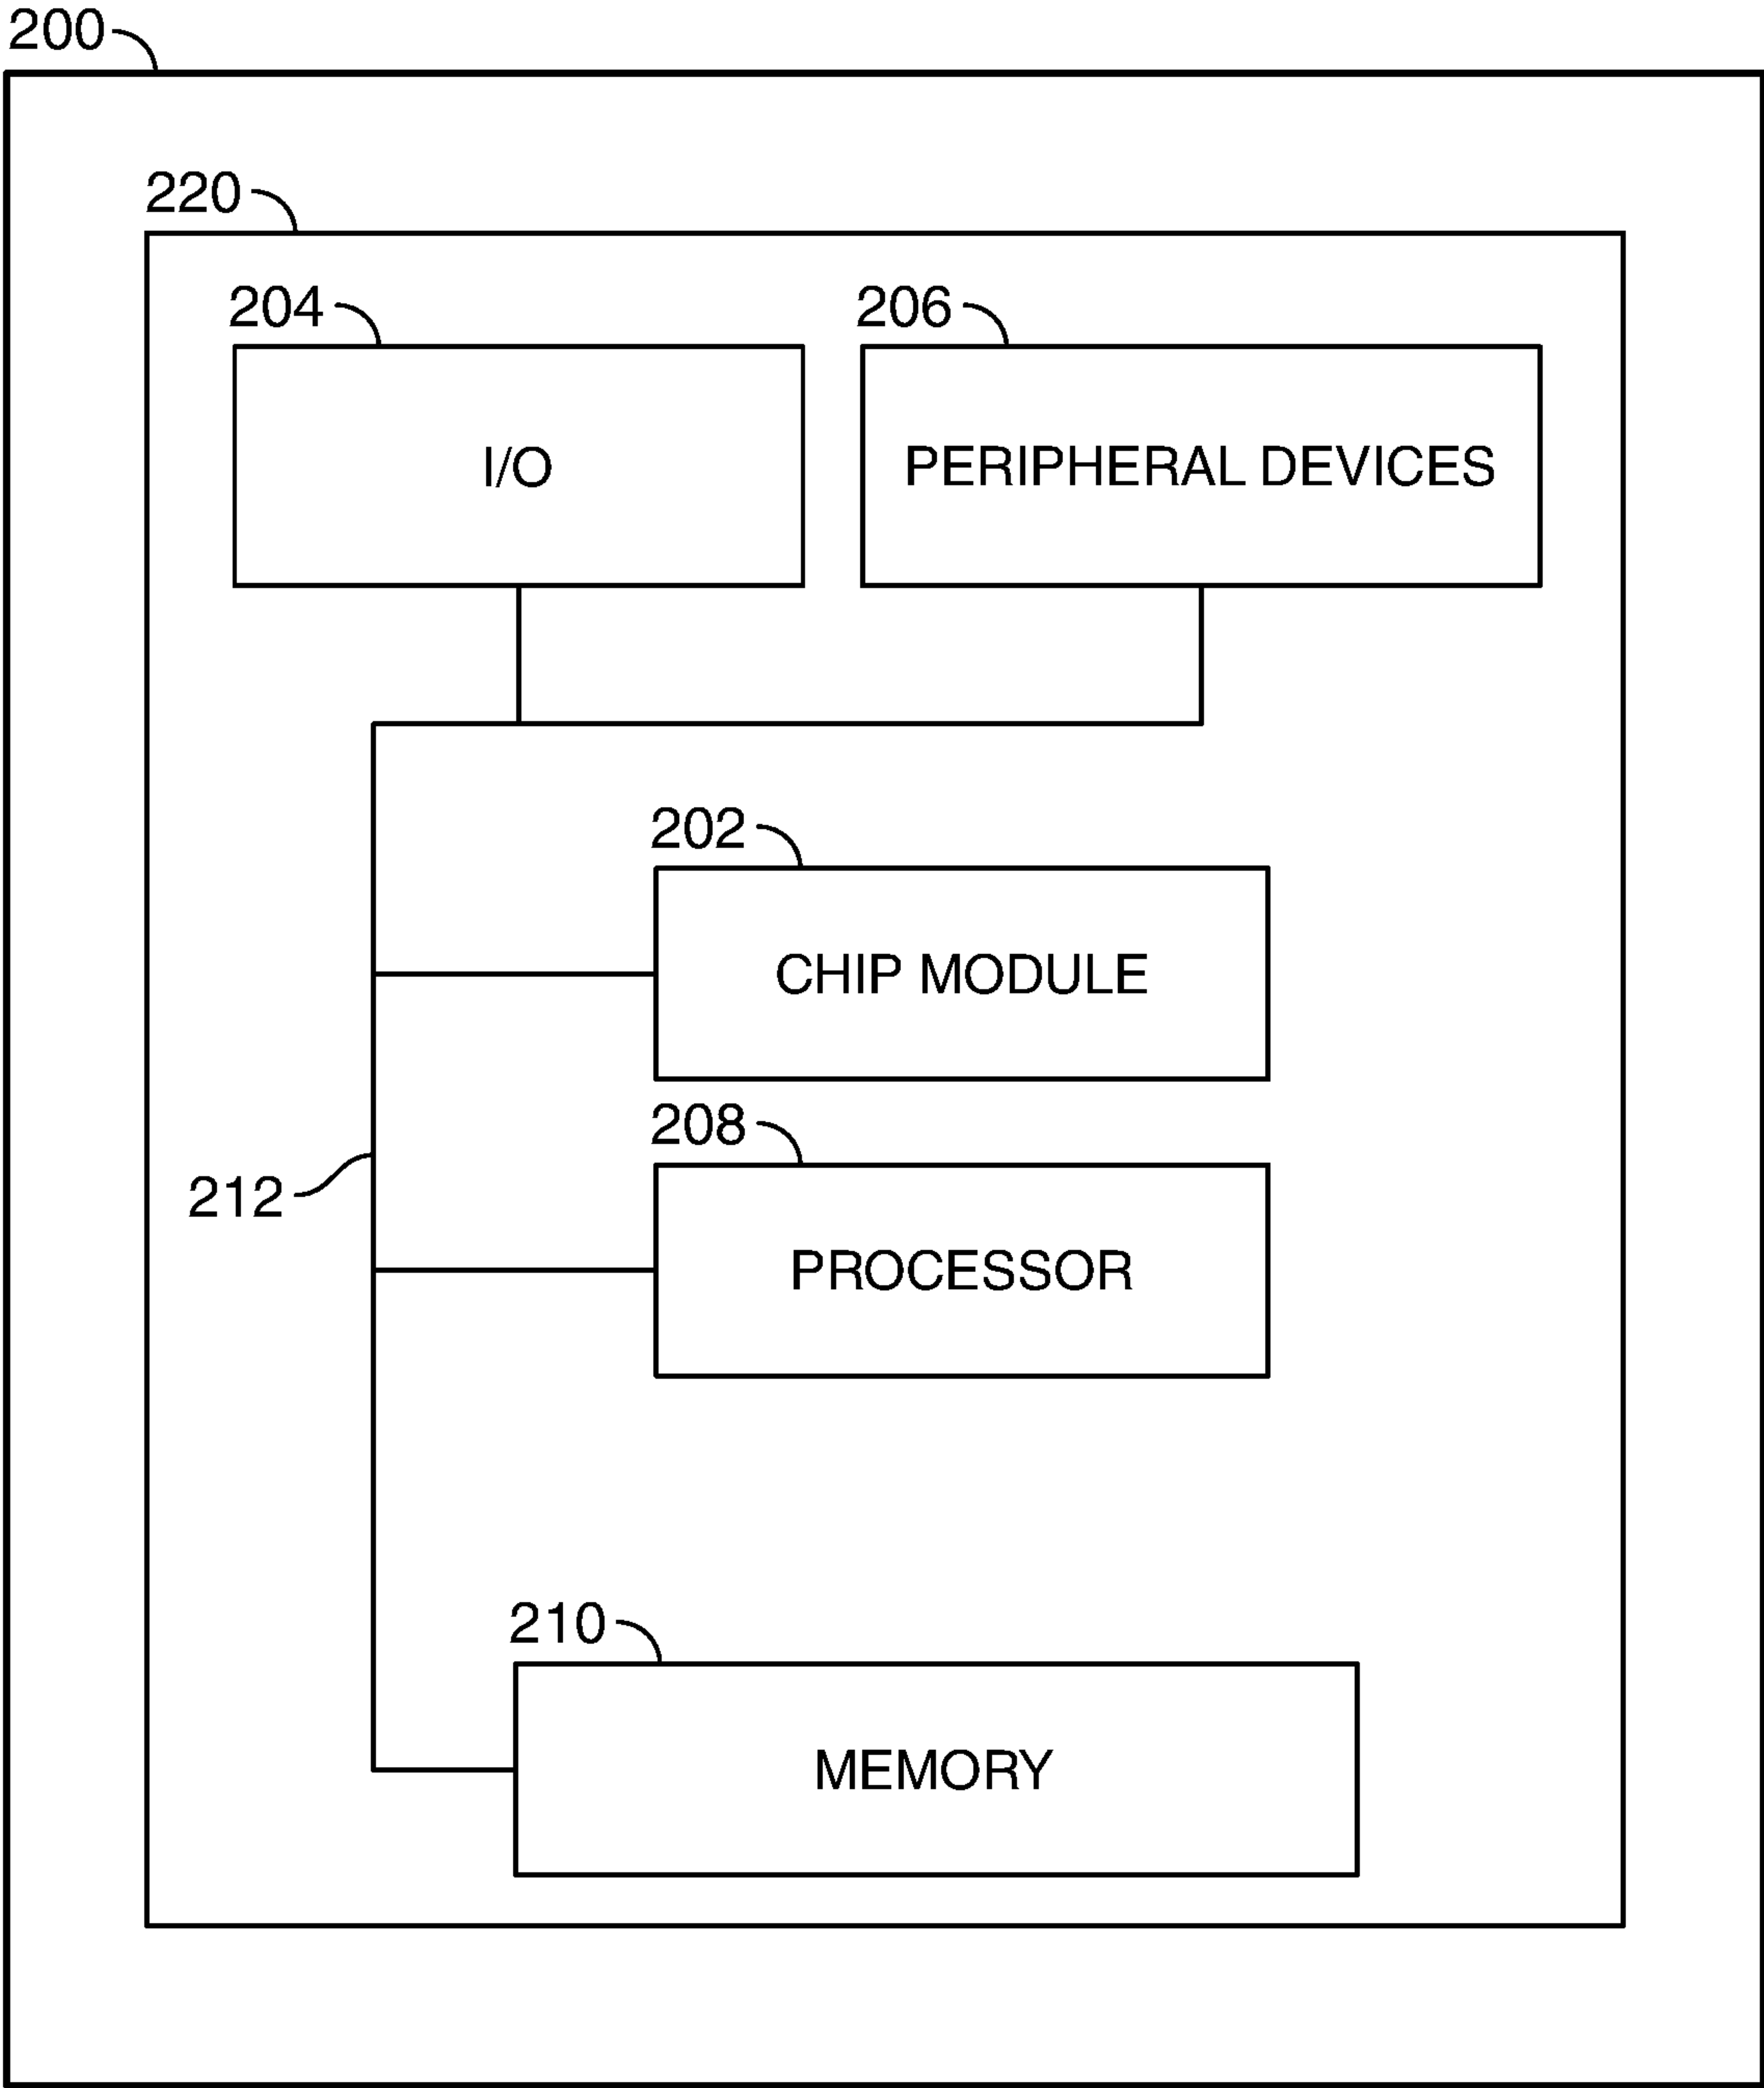 200
220
204
206
I/O
PERIPHERAL DEVICES
202
CHIP MODULE
208
212
PROCESSOR
210
MEMORY